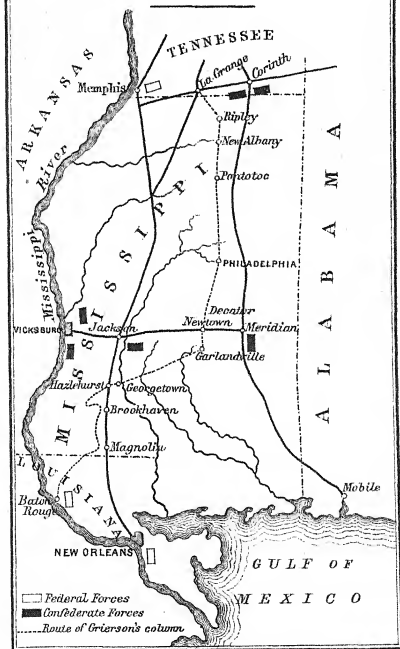 TENNESSEE
ARKANSAS
Memphis
La Grange
Corinth
Ripley
New Albany
Pontotoc
Mississippi River
MISSISSIPPI
ALABAMA
PHILADELPHIA
Decatur
VICKSBURG
Jackson
Newtown
Meridian
Garlandville
Hazlehurst
Georgetown
Brookhaven
Magnolia
LOUISIANA
Baton
Rouge
Mobile
NEW ORLEANS
GULF OF
MEXICO
Federal Forces
Confederate Forces
Route of Grierson's column